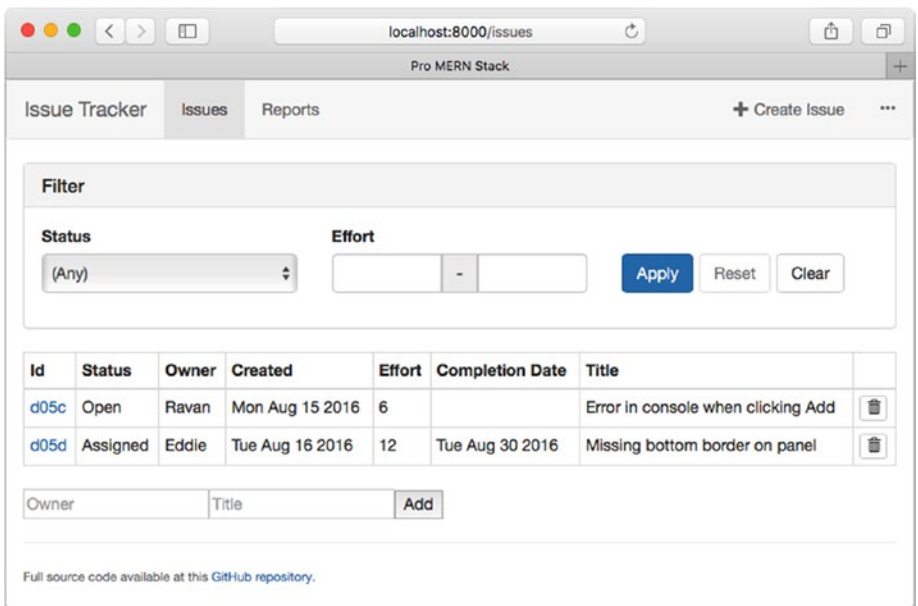 localhost:8000/issues
Pro MERN Stack +
Issue Tracker Issues Reports + Create Issue ...
Filter
Status Effort
(Any) - Apply Reset Clear
Id Status Owner Created Effort Completion Date Title
d05c Open Ravan Mon Aug 15 2016 6 Error in console when clicking Add
d05d Assigned Eddie Tue Aug 16 2016 12 Tue Aug 30 2016 Missing bottom border on panel
Owner Title Add
Full source code available at this GitHub repository.